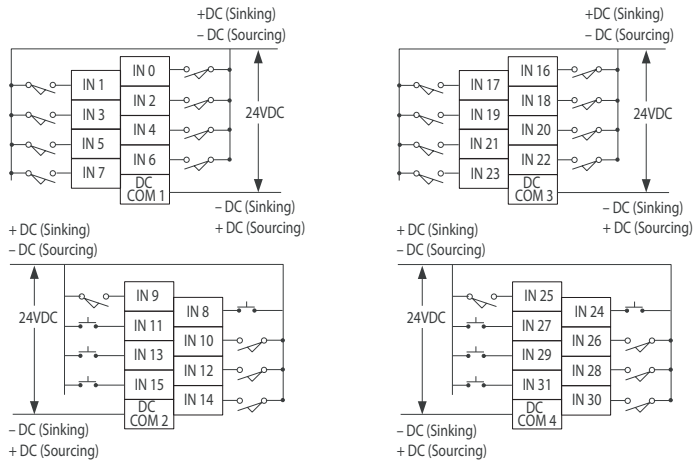 +DC (Sinking)
– DC (Sourcing)
IN 0
IN 1
IN 2
IN 3
IN 4
IN 5
IN 6
IN 7
DC
COM 1
24VDC
– DC (Sinking)
+ DC (Sourcing)
+DC (Sinking)
– DC (Sourcing)
IN 16
IN 17
IN 18
IN 19
IN 20
IN 21
IN 22
IN 23
DC
COM 3
24VDC
– DC (Sinking)
+ DC (Sourcing)
+ DC (Sinking)
– DC (Sourcing)
24VDC
IN 9
IN 8
IN 11
IN 10
IN 13
IN 12
IN 15
IN 14
DC
COM 2
– DC (Sinking)
+ DC (Sourcing)
+ DC (Sinking)
– DC (Sourcing)
24VDC
IN 25
IN 24
IN 27
IN 26
IN 29
IN 28
IN 31
IN 30
DC
COM 4
– DC (Sinking)
+ DC (Sourcing)